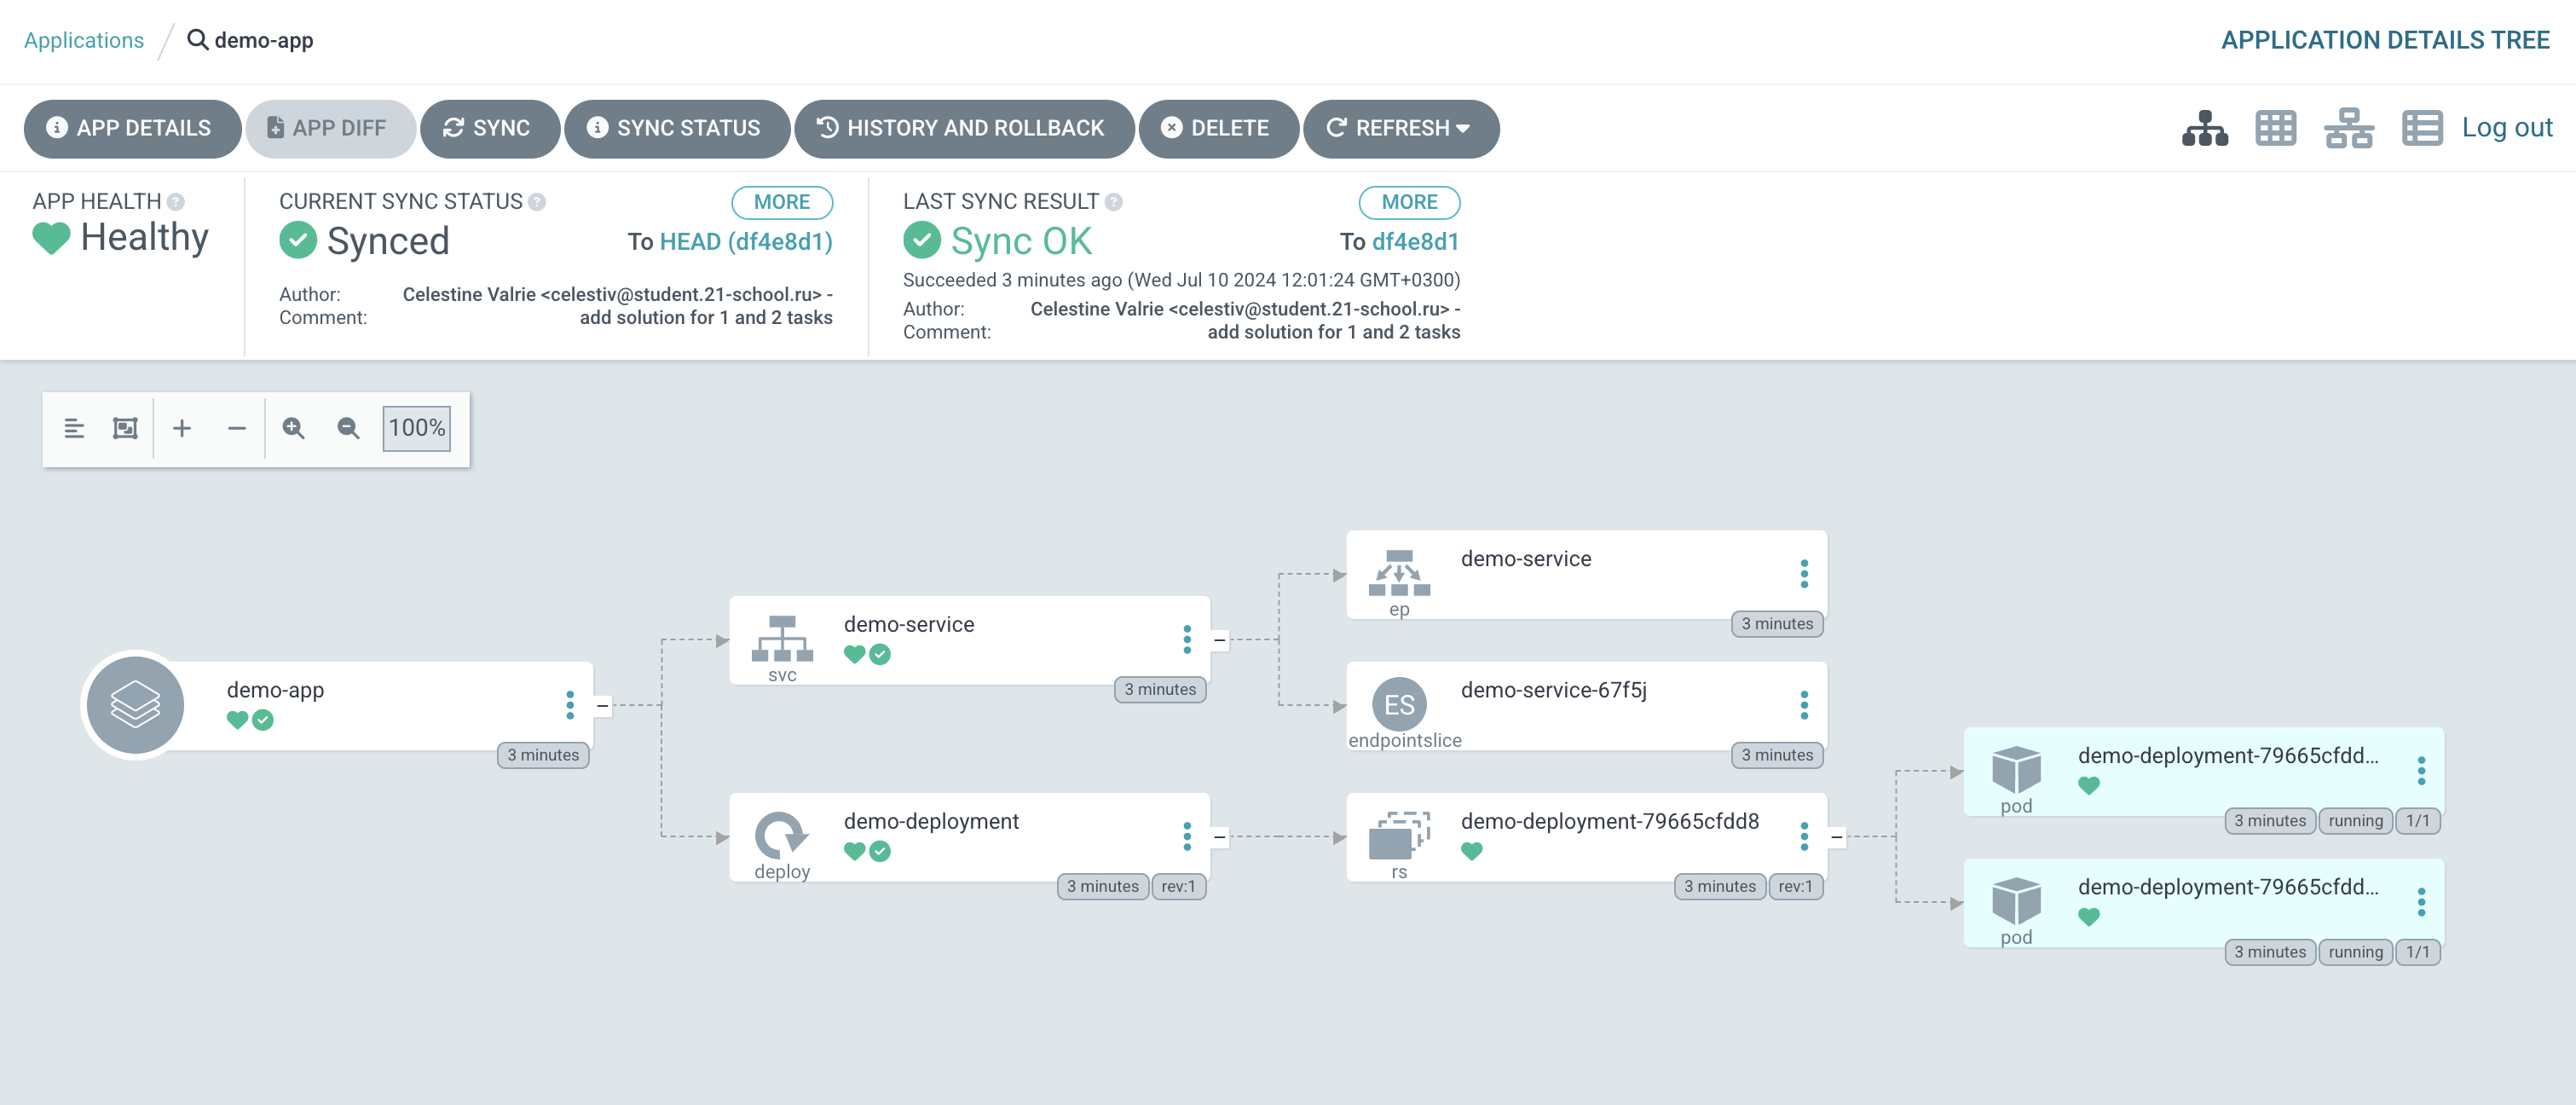 Applications
demo-app
APPLICATION DETAILS TREE
APP DETAILS
APP DIFF
SYNC
SYNC STATUS
HISTORY AND ROLLBACK
DELETE
REFRESH
Log out
APP HEALTH ?
Healthy
CURRENT SYNC STATUS ?
MORE
Synced
To HEAD (df4e8d1)
Author: Celestine Valrie <celestiv@student.21-school.ru> -
Comment: add solution for 1 and 2 tasks
LAST SYNC RESULT ?
MORE
Sync OK
To df4e8d1
Succeeded 3 minutes ago (Wed Jul 10 2024 12:01:24 GMT+0300)
Author: Celestine Valrie <celestiv@student.21-school.ru> -
Comment: add solution for 1 and 2 tasks
100%
demo-app
3 minutes
demo-service
svc
3 minutes
demo-deployment
deploy
3 minutes
rev:1
demo-service
ep
3 minutes
ES
demo-service-67f5j
endpointslice
3 minutes
demo-deployment-79665cfdd8
rs
3 minutes
rev:1
demo-deployment-79665cfdd...
pod
3 minutes
running
1/1
demo-deployment-79665cfdd...
pod
3 minutes
running
1/1